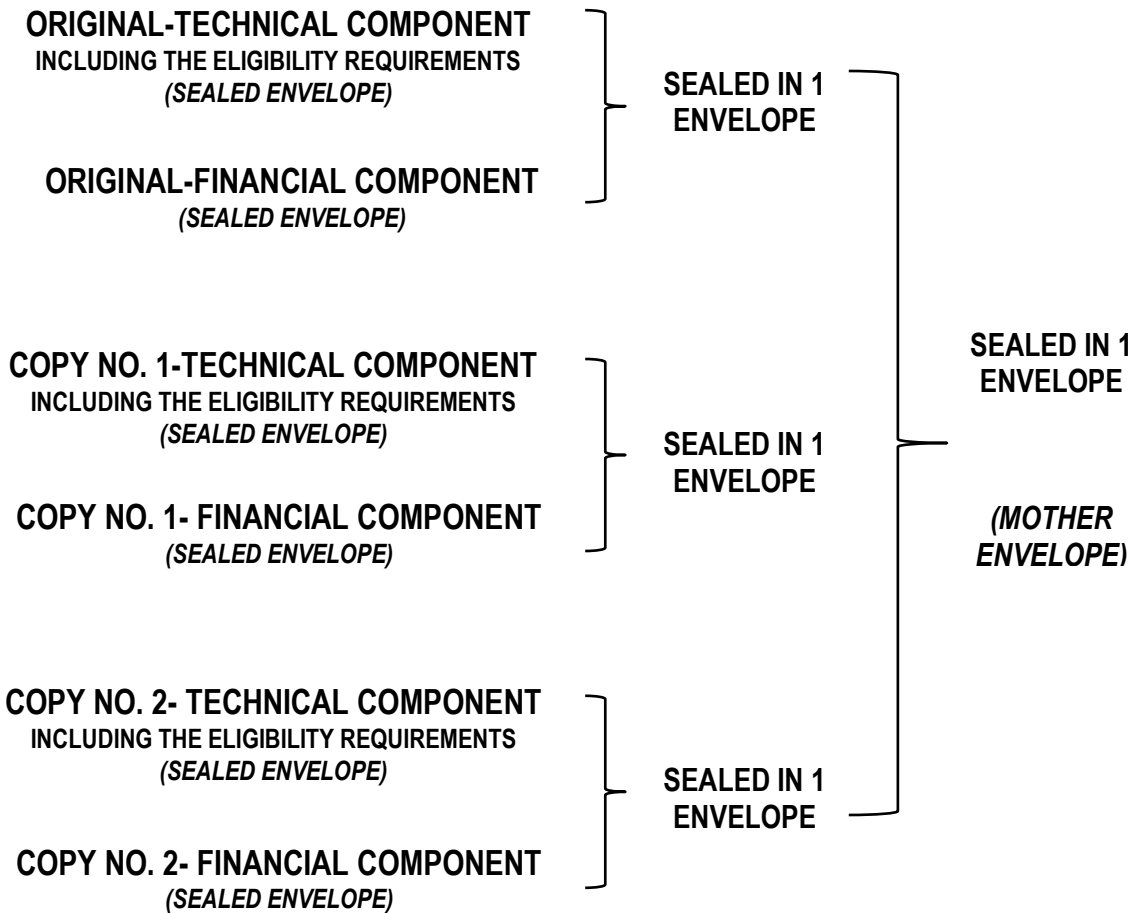 ORIGINAL-TECHNICAL COMPONENT
INCLUDING THE ELIGIBILITY REQUIREMENTS
(SEALED ENVELOPE)
ORIGINAL-FINANCIAL COMPONENT
(SEALED ENVELOPE)
SEALED IN 1
ENVELOPE
COPY NO. 1-TECHNICAL COMPONENT
INCLUDING THE ELIGIBILITY REQUIREMENTS
(SEALED ENVELOPE)
COPY NO. 1- FINANCIAL COMPONENT
(SEALED ENVELOPE)
SEALED IN 1
ENVELOPE
COPY NO. 2- TECHNICAL COMPONENT
INCLUDING THE ELIGIBILITY REQUIREMENTS
(SEALED ENVELOPE)
COPY NO. 2- FINANCIAL COMPONENT
(SEALED ENVELOPE)
SEALED IN 1
ENVELOPE
SEALED IN 1
ENVELOPE
(MOTHER
ENVELOPE)